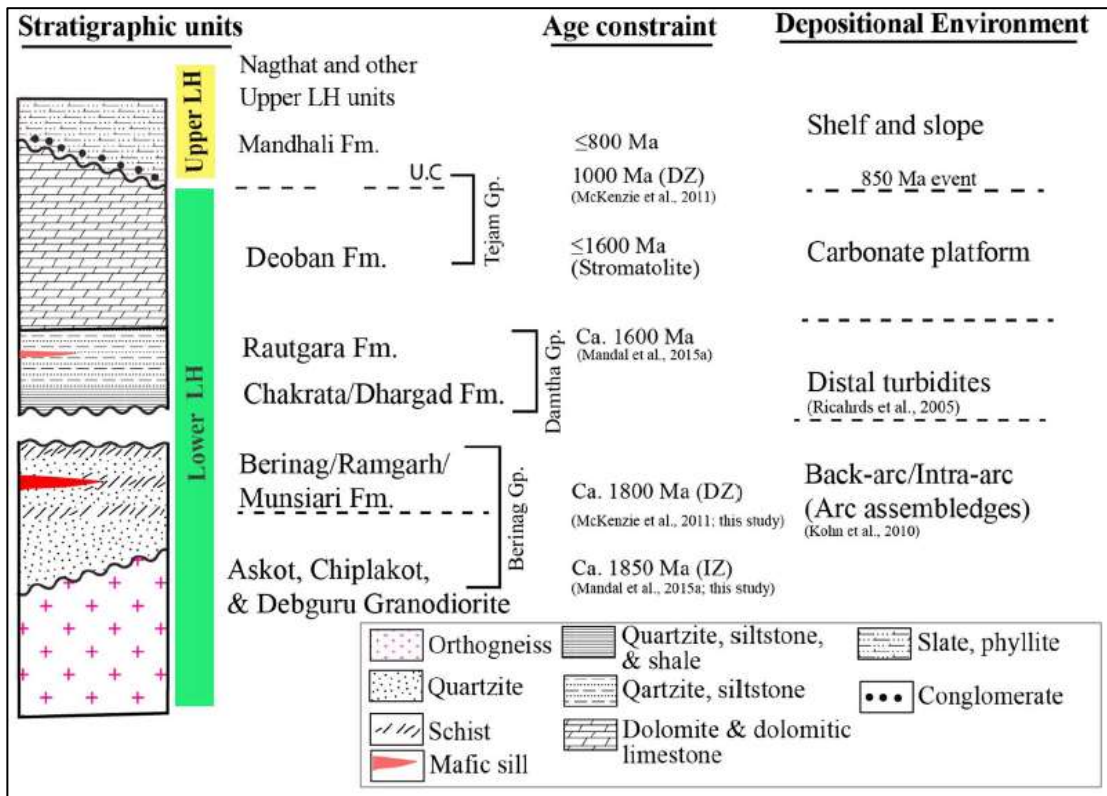 Stratigraphic units
Age constraint
Depositional Environment
Upper LH
Lower LH
Nagthat and other
Upper LH units
Mandhali Fm.
U.C
Tejam Gp.
Deoban Fm.
Rautgara Fm.
Chakrata/Dhargad Fm.
Damtha Gp.
Berinag/Ramgarh/
Munsiari Fm.
Berinag Gp.
Askot, Chiplakot,
& Debguru Granodiorite
≤800 Ma
1000 Ma (DZ)
(McKenzie et al., 2011)
≤1600 Ma
(Stromatolite)
Ca. 1600 Ma
(Mandal et al., 2015a)
Ca. 1800 Ma (DZ)
(McKenzie et al., 2011; this study)
Ca. 1850 Ma (IZ)
(Mandal et al., 2015a; this study)
Shelf and slope
850 Ma event
Carbonate platform
Distal turbidites
(Ricahrds et al., 2005)
Back-arc/Intra-arc
(Arc assembledges)
(Kohn et al., 2010)
Orthogneiss
Quartzite
Schist
Mafic sill
Quartzite, siltstone,
& shale
Qartzite, siltstone
Dolomite & dolomitic
limestone
Slate, phyllite
Conglomerate